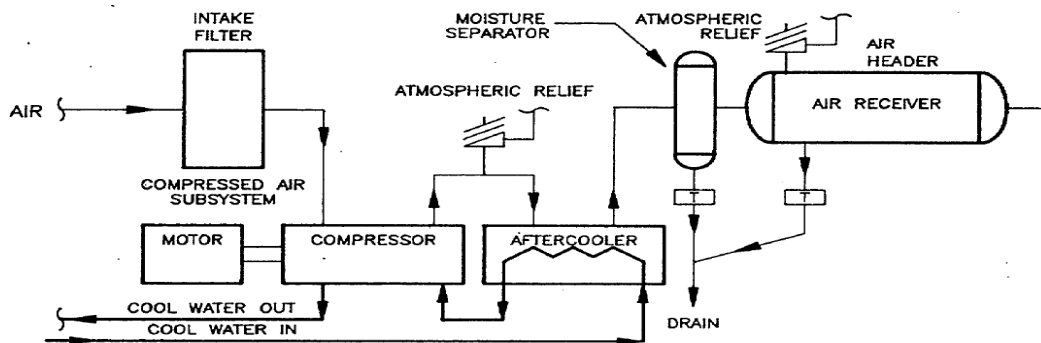 INTAKE
FILTER
MOISTURE
SEPARATOR
ATMOSPHERIC
RELIEF
AIR
HEADER
AIR
ATMOSPHERIC RELIEF
AIR RECEIVER
COMPRESSED AIR
SUBSYSTEM
T
T
MOTOR
COMPRESSOR
AFTERCOOLER
COOL WATER OUT
COOL WATER IN
DRAIN